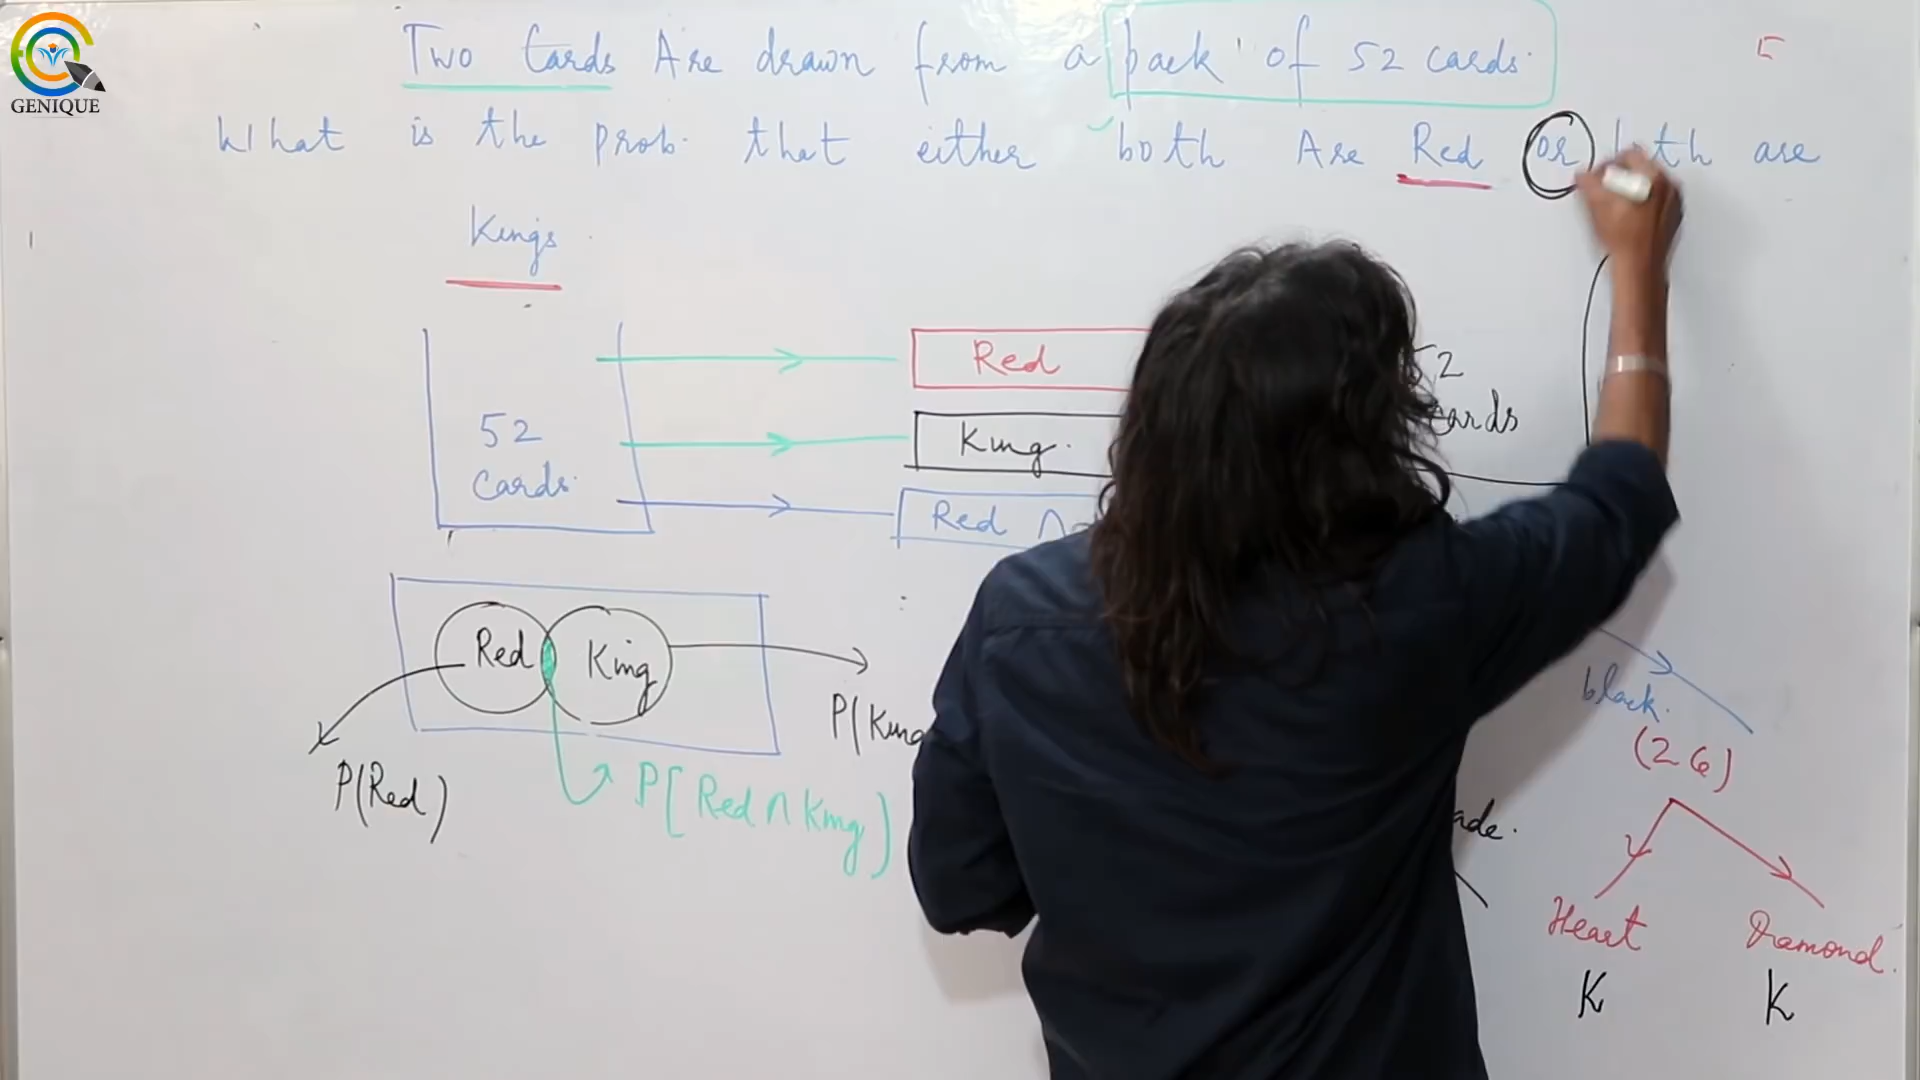 GENIQUE
Two Cards Are drawn from a pack of 52 cards.
What is the prob. that either both Are Red or both are
Kings
Red
52
cards
King.
52
cards
Red ∩
Red
King
black.
(26)
P(King
P(Red)
P[Red ∩ King)
ade.
Heart
Diamond.
K
K